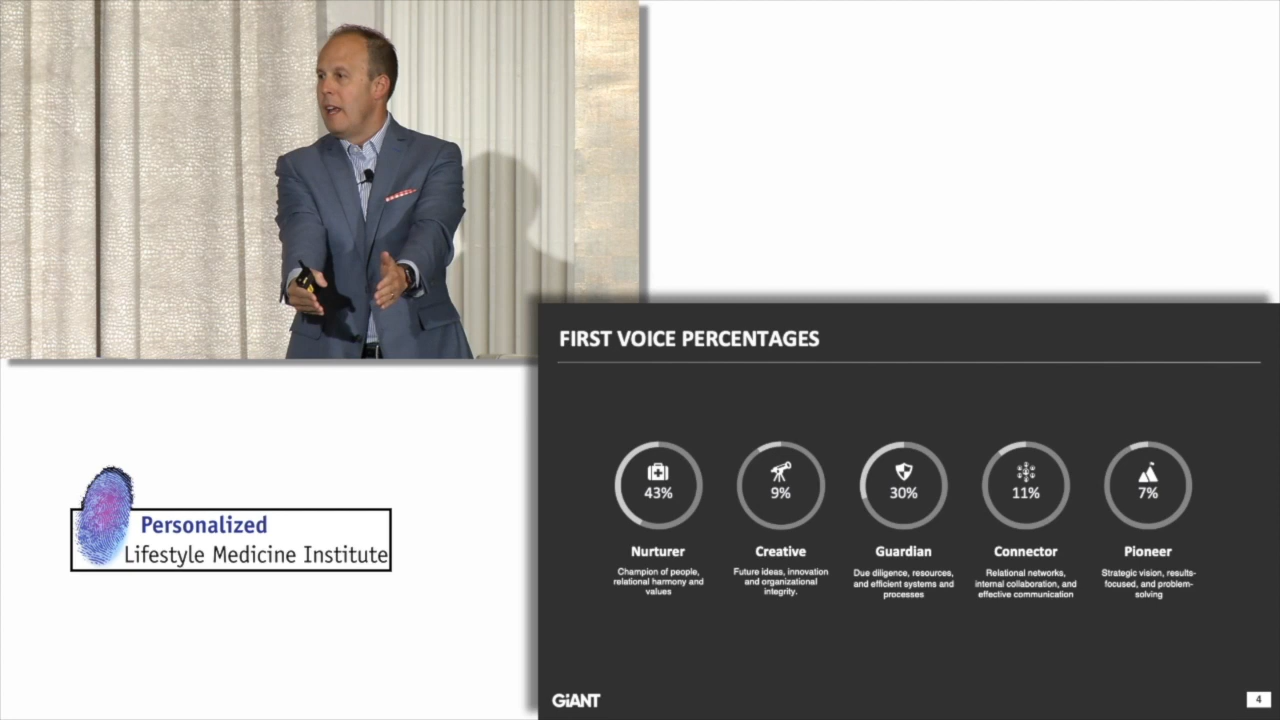 FIRST VOICE PERCENTAGES
43%
9%
30%
11%
7%
Nurturer
Creative
Guardian
Connector
Pioneer
Champion of people,
relational harmony and
values
Future ideas, innovation
and organizational
integrity.
Due diligence, resources,
and efficient systems and
processes
Relational networks,
internal collaboration, and
effective communication
Strategic vision, results-
focused, and problem-
solving
Personalized
Lifestyle Medicine Institute
GiANT
4